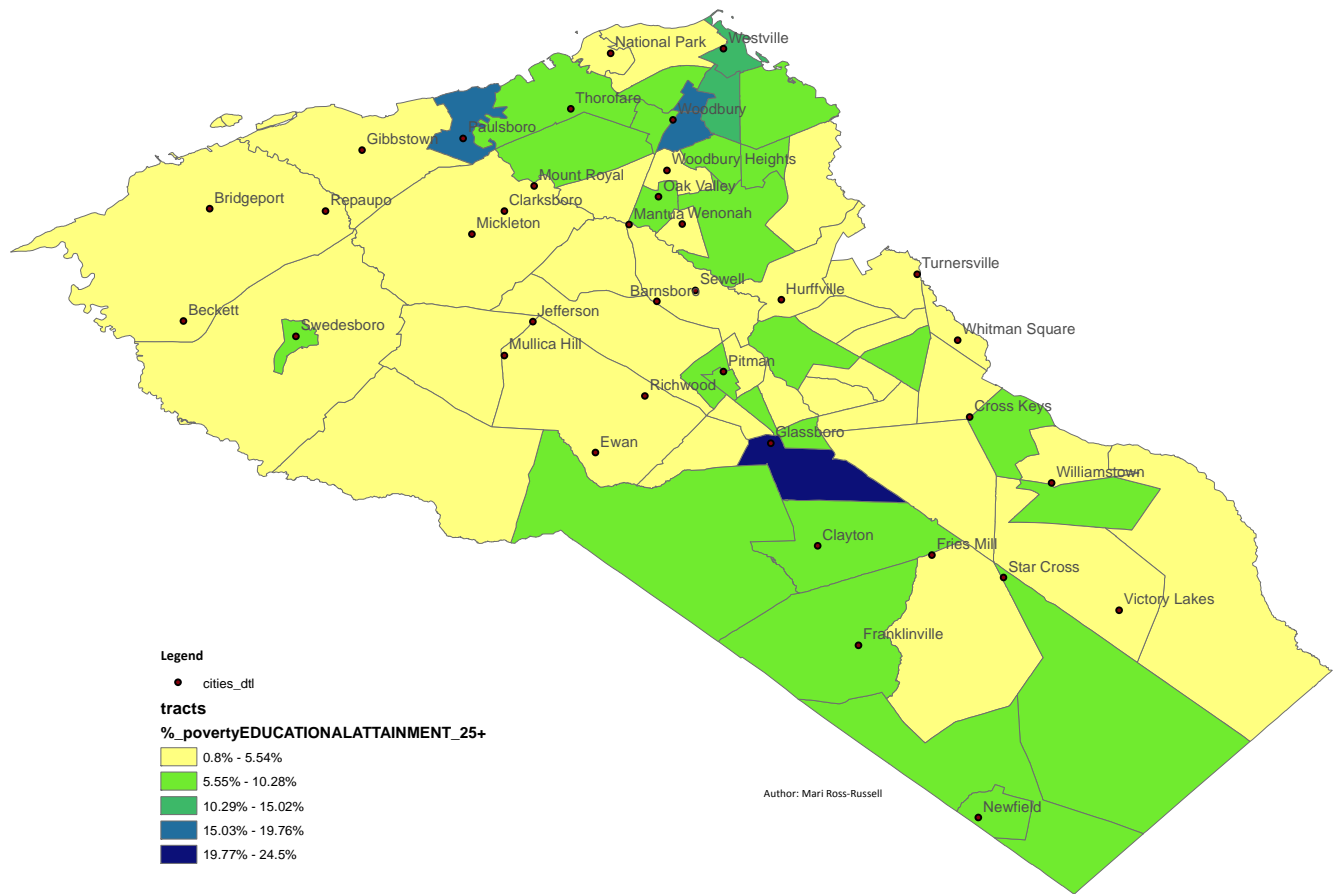 National Park
Westville
Thorofare
Woodbury
Paulsboro
Gibbstown
Woodbury Heights
Mount Royal
Oak Valley
Bridgeport
Repaupo
Clarksboro
Mantua
Wenonah
Mickleton
Turnersville
Sewell
Barnsboro
Hurffville
Beckett
Swedesboro
Jefferson
Whitman Square
Mullica Hill
Pitman
Richwood
Cross Keys
Glassboro
Ewan
Williamstown
Clayton
Fries Mill
Star Cross
Victory Lakes
Franklinville
Legend
cities_dtl
tracts
%_povertyEDUCATIONALATTAINMENT_25+
0.8% - 5.54%
5.55% - 10.28%
10.29% - 15.02%
15.03% - 19.76%
19.77% - 24.5%
Author: Mari Ross-Russell
Newfield